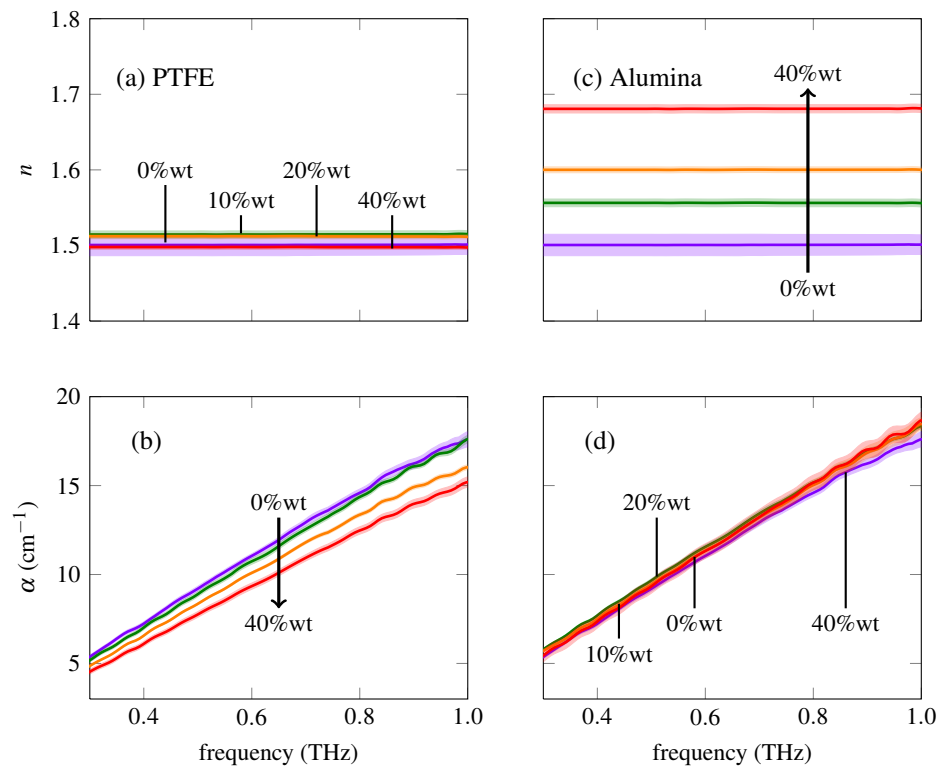 1.8
(a) PTFE
(c) Alumina
40%wt
1.7
n
0%wt
20%wt
1.6
10%wt
40%wt
1.5
0%wt
1.4
20
(b)
(d)
15
0%wt
20%wt
α (cm−1)
10
40%wt
0%wt
40%wt
10%wt
5
0.4
0.6
0.8
1.0
0.4
0.6
0.8
1.0
frequency (THz)
frequency (THz)